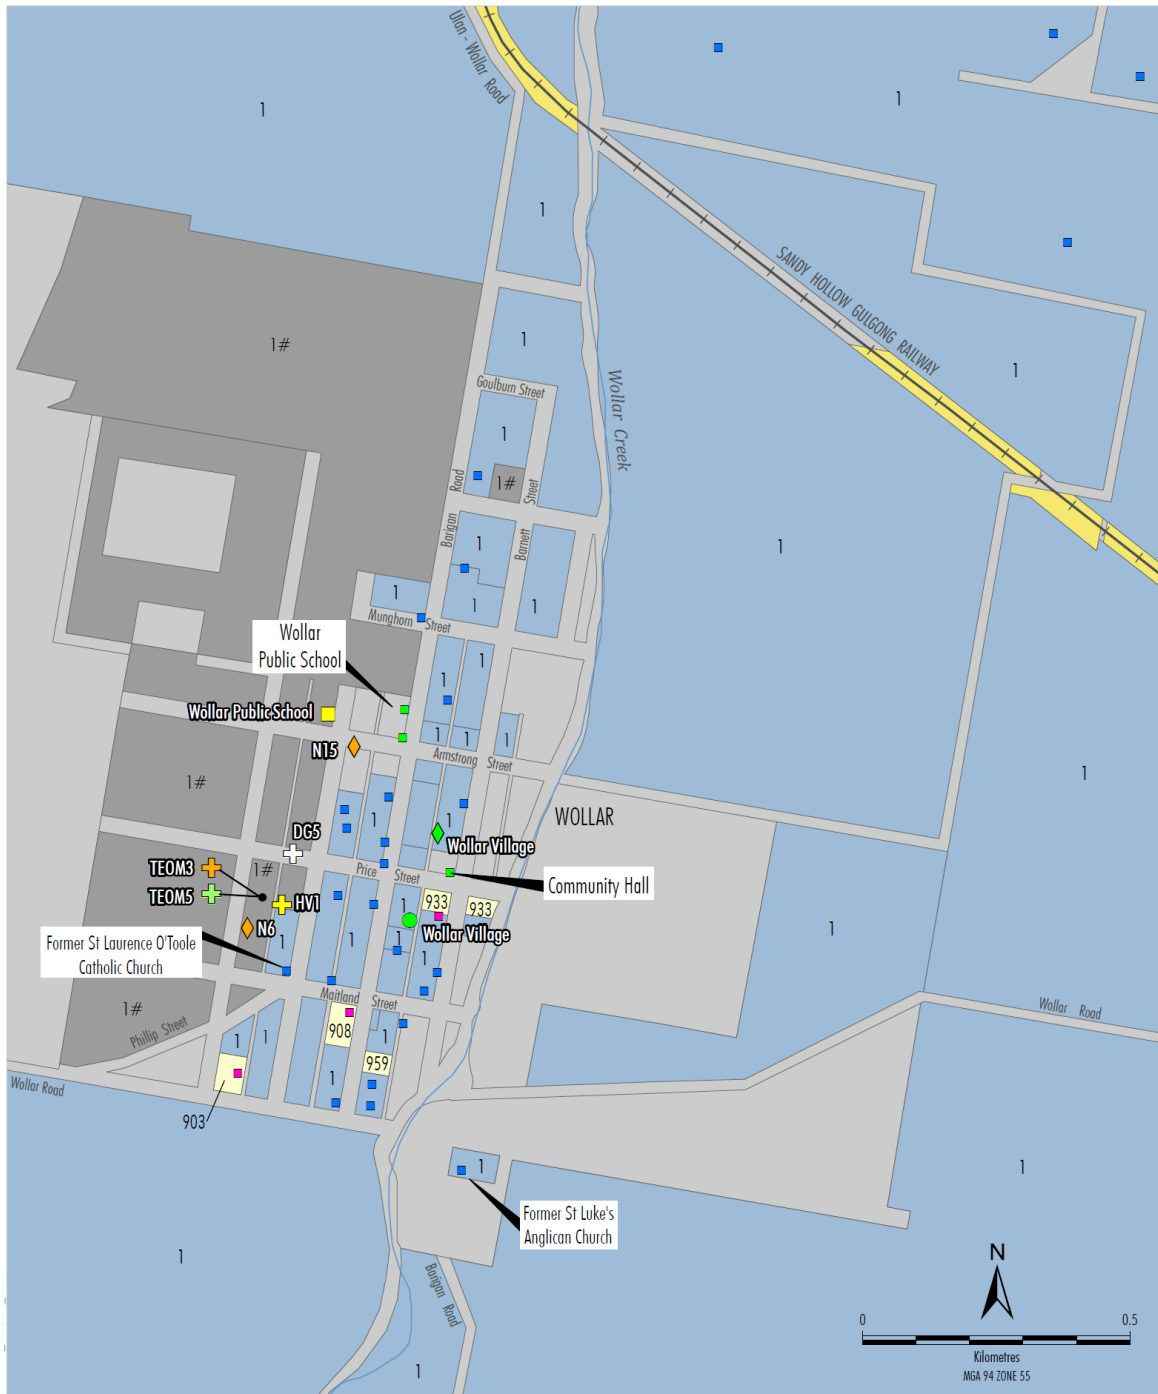 Ulan - Wollar Road
1
1
1
SANDY HOLLOW GULGONG RAILWAY
1#
1
1
Goulburn Street
Wollar Creek
1
1#
Barigan Road
Barnett Street
1
1
1
1
1
Munghorn Street
Wollar
Public School
1
1
Wollar Public School
N15
1
1
1
Armstrong Street
1
1#
1
1
WOLLAR
DG5
Wollar Village
TEOM3
1#
Price Street
Community Hall
TEOM5
HV1
1
933
933
N6
Wollar Village
Former St Laurence O'Toole
Catholic Church
1
1
1
1
1
Maitland Street
1#
Phillip Street
908
1
1
1
959
Wollar Road
Wollar Road
1
903
1
1
Former St Luke's
Anglican Church
1
Barigan Road
1
N
0
0.5
Kilometres
MGA 94 ZONE 55